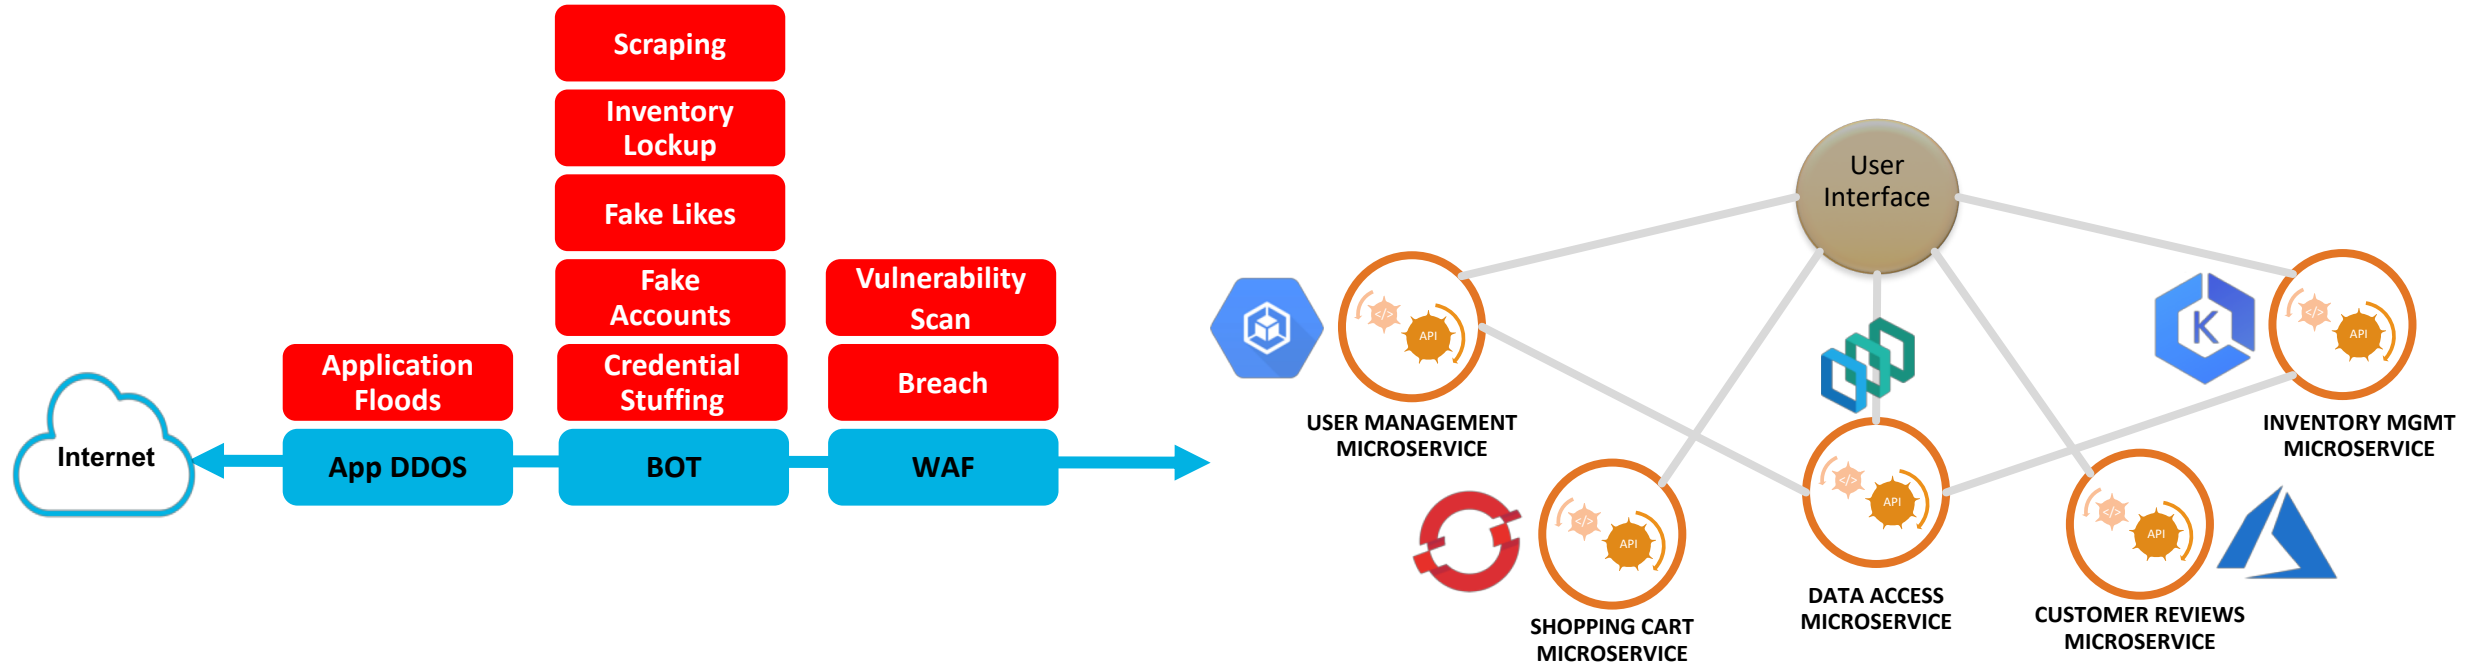 Scraping
Inventory
Lockup
Fake Likes
Fake
Accounts
Vulnerability
Scan
Application
Floods
Credential
Stuffing
Breach
Internet
App DDOS
BOT
WAF
User
Interface
</>
API
USER MANAGEMENT
MICROSERVICE
</>
API
SHOPPING CART
MICROSERVICE
</>
API
DATA ACCESS
MICROSERVICE
</>
API
CUSTOMER REVIEWS
MICROSERVICE
K
</>
API
INVENTORY MGMT
MICROSERVICE